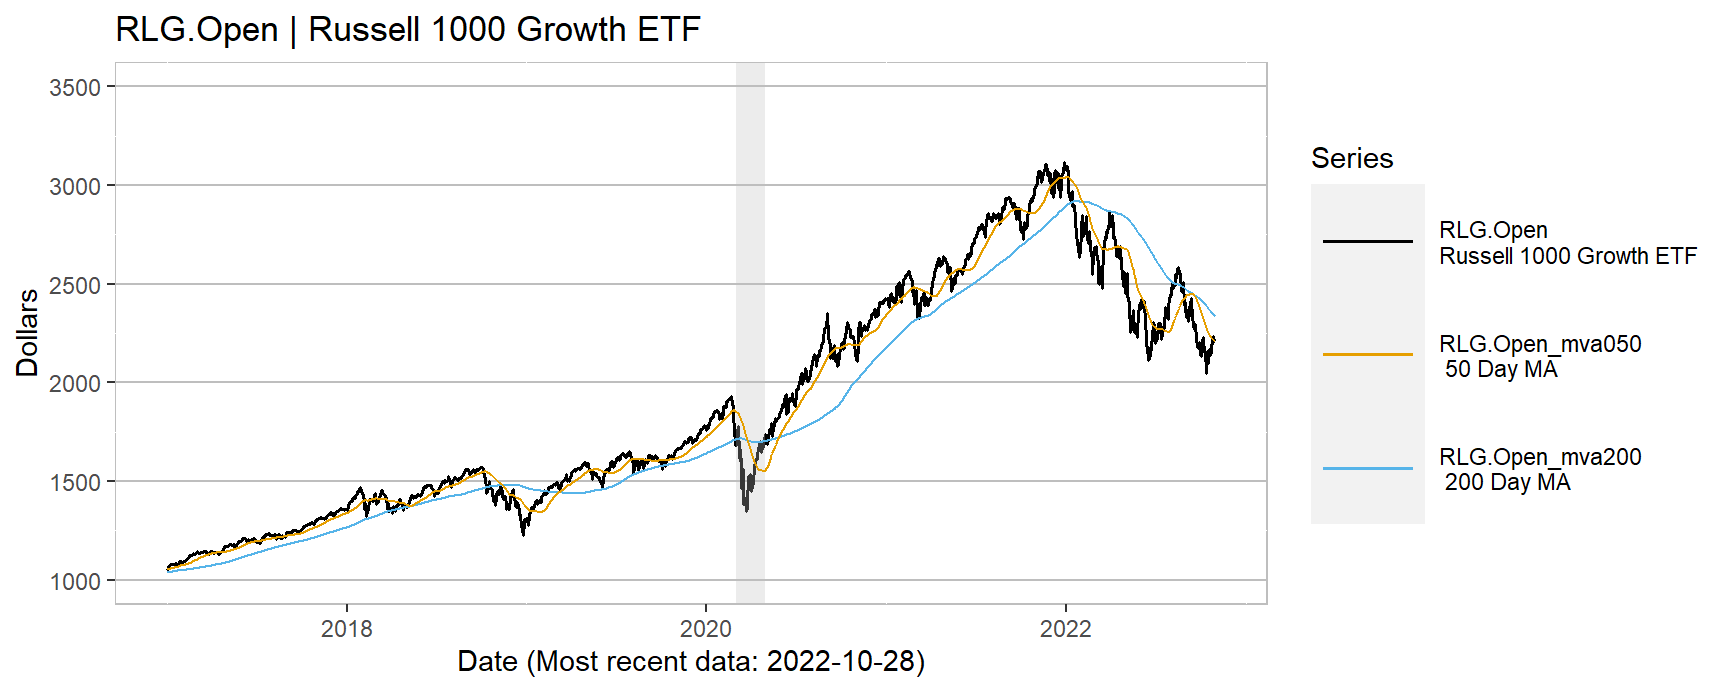 RLG.Open | Russell 1000 Growth ETF
3500
3000
2500
2000
1500
1000
Dollars
2018
2020
2022
Date (Most recent data: 2022-10-28)
Series
RLG.Open
Russell 1000 Growth ETF
RLG.Open_mva050
50 Day MA
RLG.Open_mva200
200 Day MA